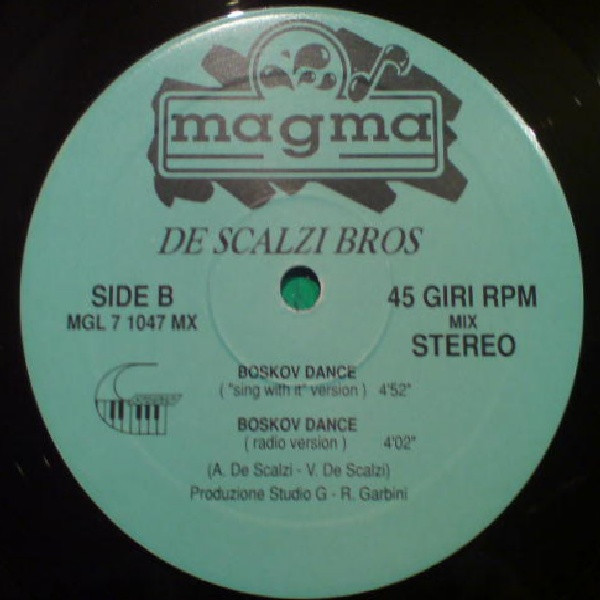 magma
DE SCALZI BROS
SIDE B
MGL 7 1047 MX
45 GIRI RPM
MIX
STEREO
BOSKOV DANCE
( "sing with it" version ) 4'52"
BOSKOV DANCE
( radio version ) 4'02"
(A. De Scalzi - V. De Scalzi)
Produzione Studio G - R. Garbini